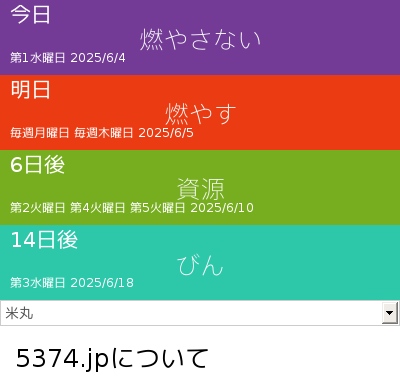 今日
燃やさない
第1水曜日 2025/6/4
明日
燃やす
毎週月曜日 毎週木曜日 2025/6/5
6日後
資源
第2火曜日 第4火曜日 第5火曜日 2025/6/10
14日後
びん
第3水曜日 2025/6/18
米丸
5374.jpについて